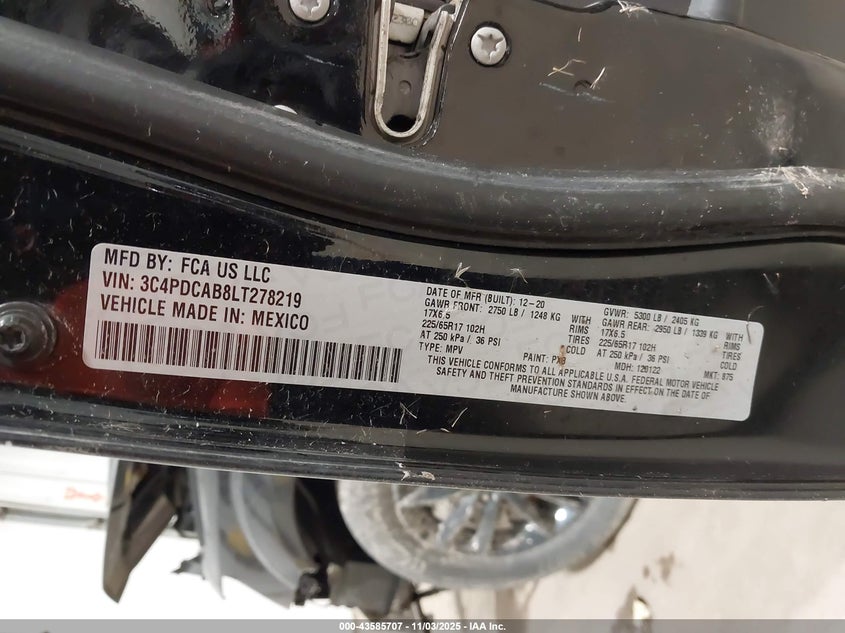 MFD BY: FCA US LLC
VIN: 3C4PDCAB8LT278219
VEHICLE MADE IN: MEXICO
DATE OF MFR (BUILT): 12-20 GVWR: 5300 LB / 2405 KG
GAWR FRONT: 2750 LB / 1248 KG WITH GAWR REAR: 2950 LB / 1339 KG WITH
17X6.5 RIMS 17X6.5 RIMS
225/65R17 102H TIRES 225/65R17 102H TIRES
AT 250 kPa / 36 PSI COLD AT 250 kPa / 36 PSI COLD
TYPE: MPV PAINT: PX8 MDH: 120122 MKT: 875
THIS VEHICLE CONFORMS TO ALL APPLICABLE U.S.A. FEDERAL MOTOR VEHICLE
SAFETY AND THEFT PREVENTION STANDARDS IN EFFECT ON THE DATE OF
MANUFACTURE SHOWN ABOVE.
000-43585707 - 11/03/2025 - IAA Inc.